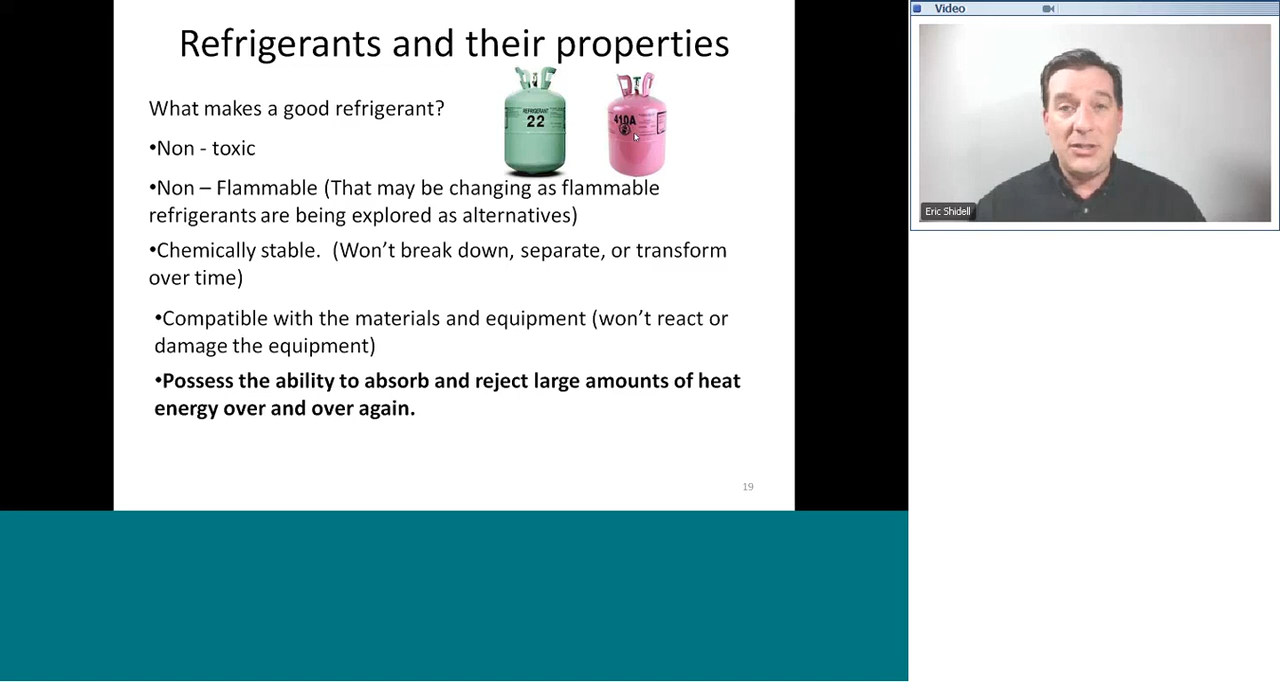 Refrigerants and their properties
What makes a good refrigerant?
REFRIGERANT
22
410A
•Non - toxic
•Non – Flammable (That may be changing as flammable
refrigerants are being explored as alternatives)
•Chemically stable.  (Won’t break down, separate, or transform
over time)
•Compatible with the materials and equipment (won’t react or
damage the equipment)
•Possess the ability to absorb and reject large amounts of heat
energy over and over again.
19
Video
Eric Shidell